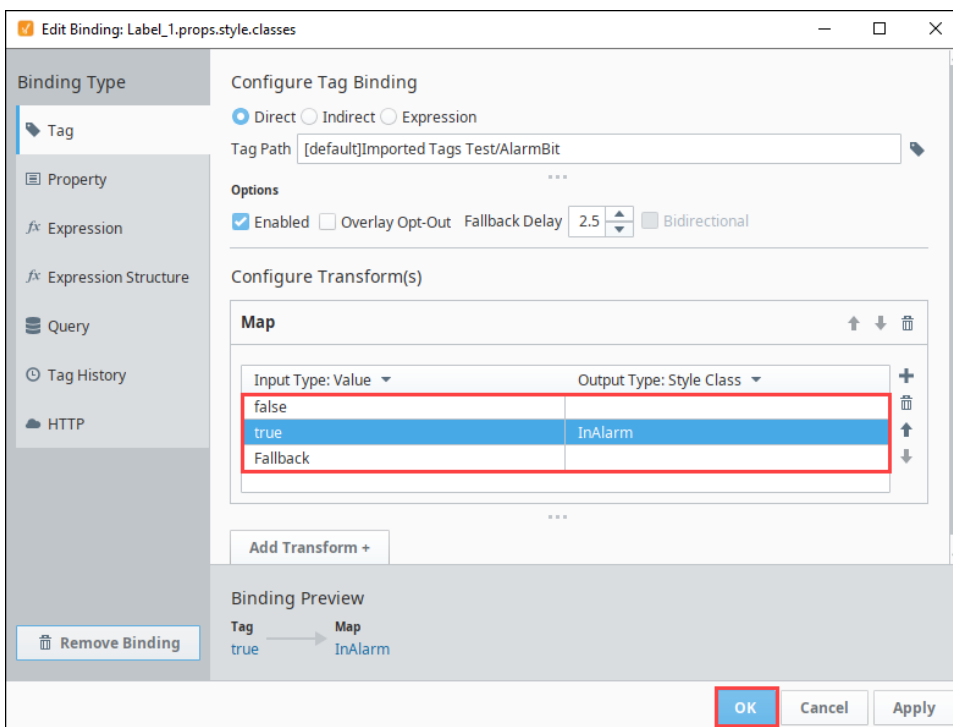 Edit Binding: Label_1.props.style.classes
Binding Type
Tag
Property
fx Expression
fx Expression Structure
Query
Tag History
HTTP
Remove Binding
Configure Tag Binding
Direct Indirect Expression
Tag Path [default]Imported Tags Test/AlarmBit
Options
Enabled Overlay Opt-Out Fallback Delay 2.5 Bidirectional
Configure Transform(s)
Map
Input Type: Value Output Type: Style Class
false
true InAlarm
Fallback
Add Transform +
Binding Preview
Tag Map
true InAlarm
OK Cancel Apply